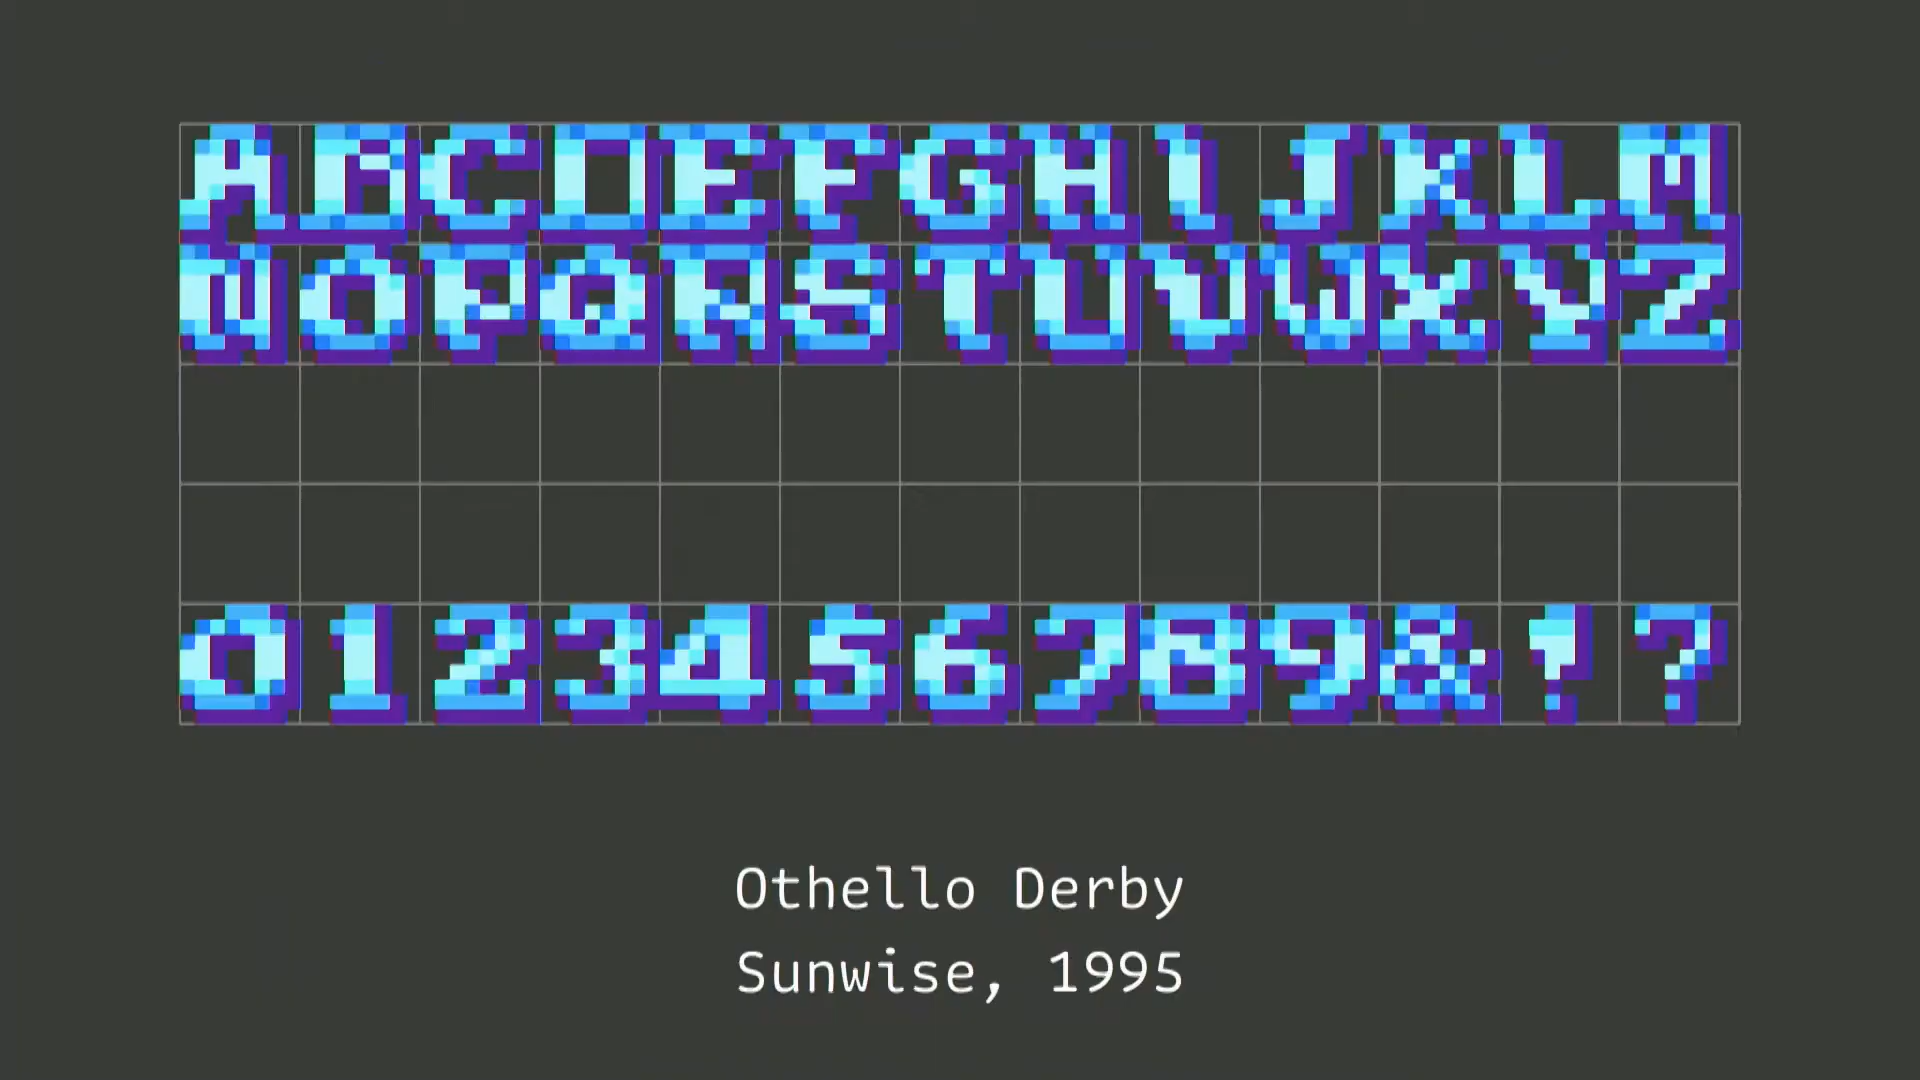 ABCDEFGHIJKLM
NOPQRSTUVWXYZ
0123456789&!?
Othello Derby
Sunwise, 1995